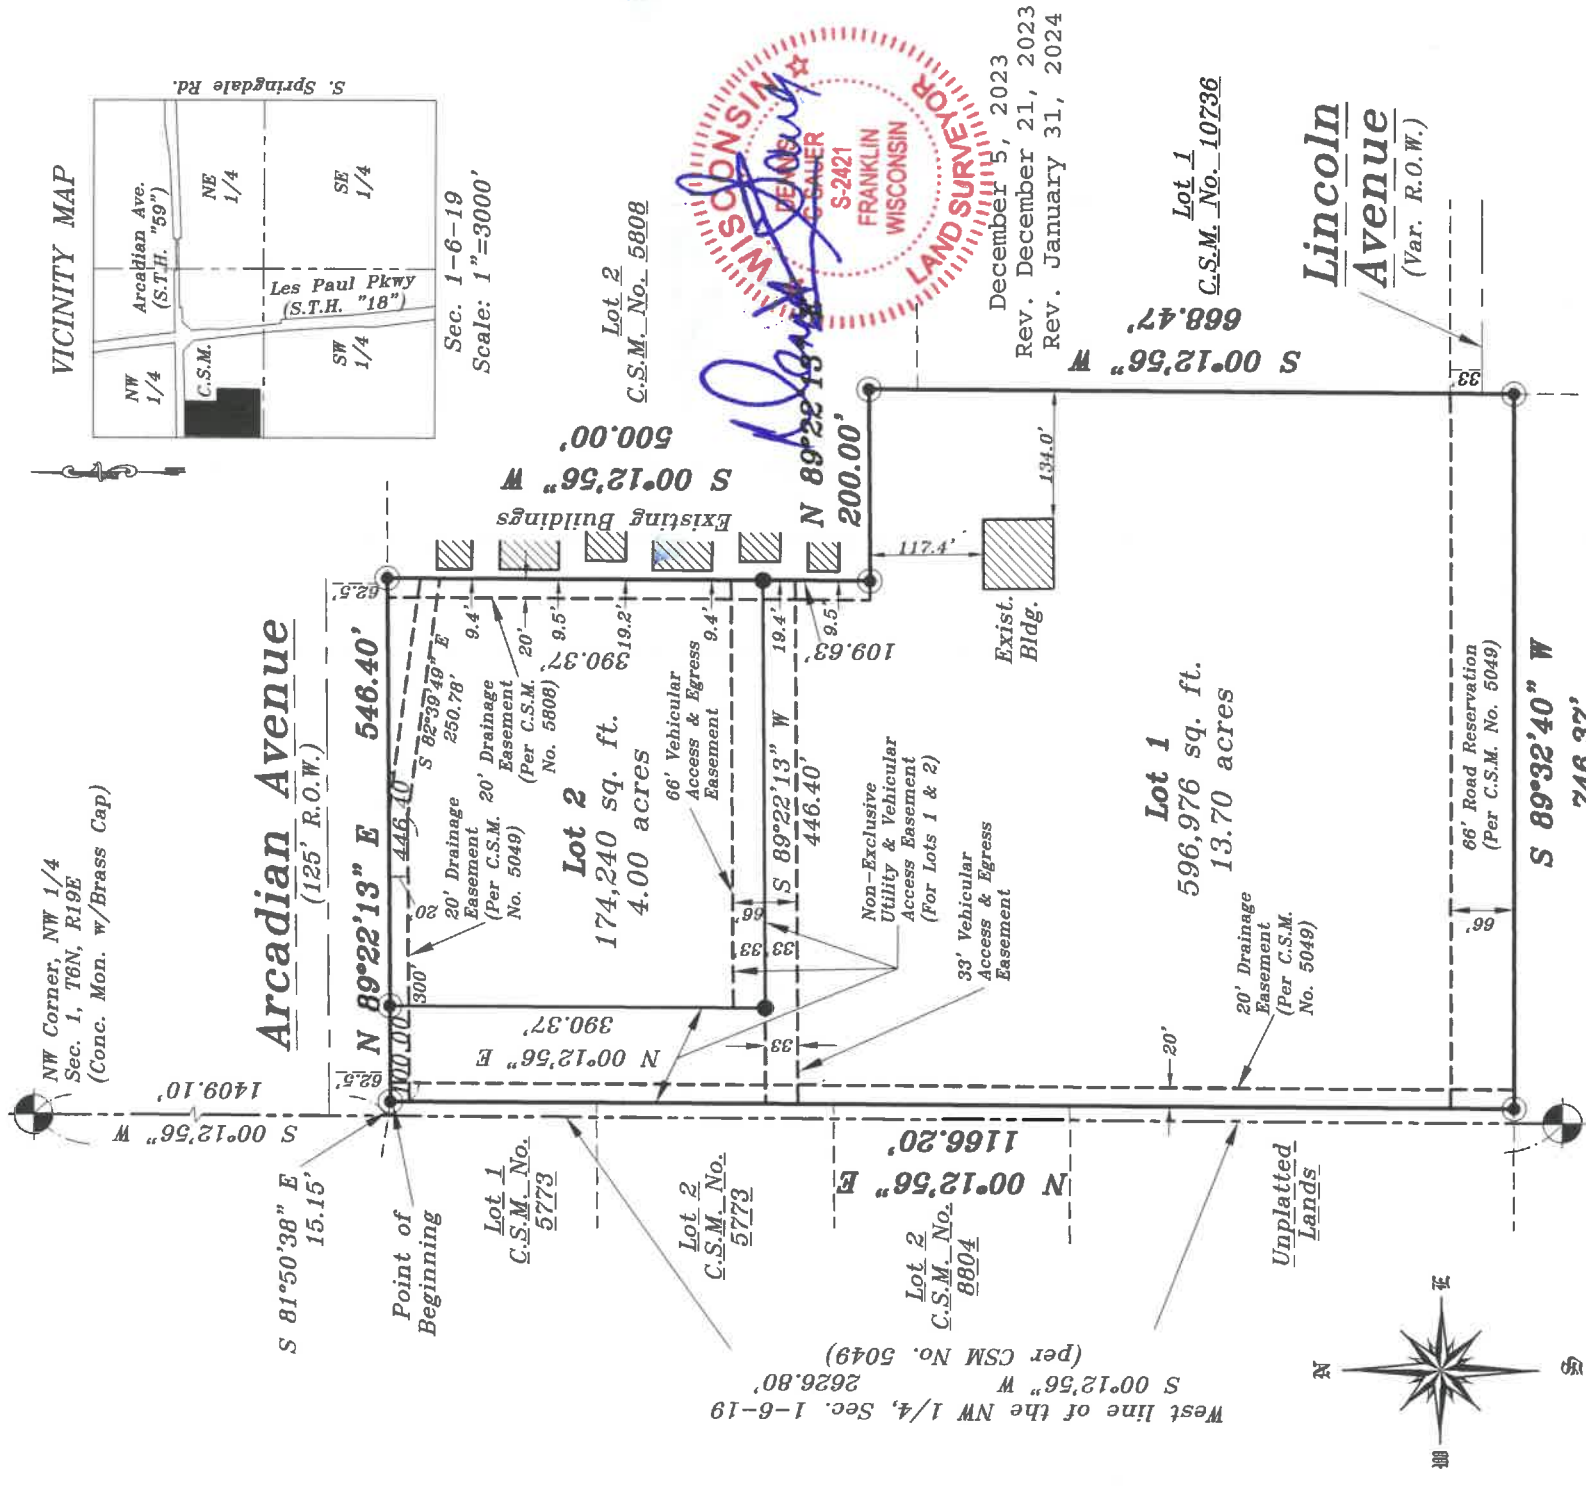 VICINITY MAP
NW
1/4
Arcadian Ave.
(S.T.H. "59")
NE
1/4
S. Springdale Rd.
C.S.M.
Les Paul Pkwy
(S.T.H. "18")
SW
1/4
SE
1/4
Sec. 1-6-19
Scale: 1"=3000'
NW Corner, NW 1/4
Sec. 1, T6N, R19E
(Conc. Mon. w/Brass Cap)
S 00°12'56" W
1409.10'
Arcadian Avenue
(125' R.O.W.)
62.5'
62.5'
N 89°22'13" E 546.40'
100.00'
446.40'
S 81°50'38" E
15.15'
Point of
Beginning
300'
20'
S 82°39'49" E
250.78'
20' Drainage
Easement
(Per C.S.M.
No. 5049)
20' Drainage
Easement
(Per C.S.M.
No. 5808)
20'
9.4'
9.5'
19.2'
9.4'
19.4'
9.5'
390.37'
109.63'
Existing Buildings
S 00°12'56" W
500.00'
Lot 2
C.S.M. No. 5808
Lot 2
174,240 sq. ft.
4.00 acres
66' Vehicular
Access & Egress
Easement
N 00°12'56" E
390.37'
66'
33'
33'
33'
S 89°22'13" W
446.40'
N 89°22'13"
200.00'
WISCONSIN
DENNIS
C SAUER
S-2421
FRANKLIN
WISCONSIN
LAND SURVEYOR
December 5, 2023
Rev. December 21, 2023
Rev. January 31, 2024
Lot 1
C.S.M. No.
5773
Lot 2
C.S.M. No.
5773
Lot 2
C.S.M. No.
8804
Unplatted
Lands
N 00°12'56" E
1166.20'
Non-Exclusive
Utility & Vehicular
Access Easement
(For Lots 1 & 2)
33' Vehicular
Access & Egress
Easement
117.4'
134.0'
Exist.
Bldg.
Lot 1
596,976 sq. ft.
13.70 acres
20'
20' Drainage
Easement
(Per C.S.M.
No. 5049)
S 00°12'56" W
668.47'
Lot 1
C.S.M. No. 10736
Lincoln
Avenue
(Var. R.O.W.)
33'
66'
66' Road Reservation
(Per C.S.M. No. 5049)
S 89°32'40" W
West line of the NW 1/4, Sec. 1-6-19
S 00°12'56" W 2626.80'
(per CSM No. 5049)
N
W
E
S